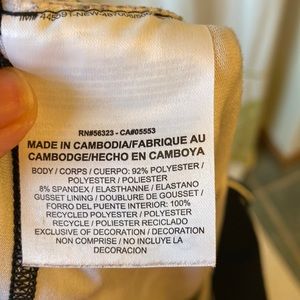 RN#56323 - CA#05553
MADE IN CAMBODIA/FABRIQUE AU
CAMBODGE/HECHO EN CAMBOYA
BODY / CORPS / CUERPO: 92% POLYESTER /
POLYESTER / POLIESTER
8% SPANDEX / ELASTHANNE / ELASTANO
GUSSET LINING / DOUBLURE DE GOUSSET /
FORRO DEL PUENTE INTERIOR: 100%
RECYCLED POLYESTER / POLYESTER
RECYCLE / POLIESTER RECICLADO
EXCLUSIVE OF DECORATION / DECORATION
NON COMPRISE / NO INCLUYE LA
DECORACION